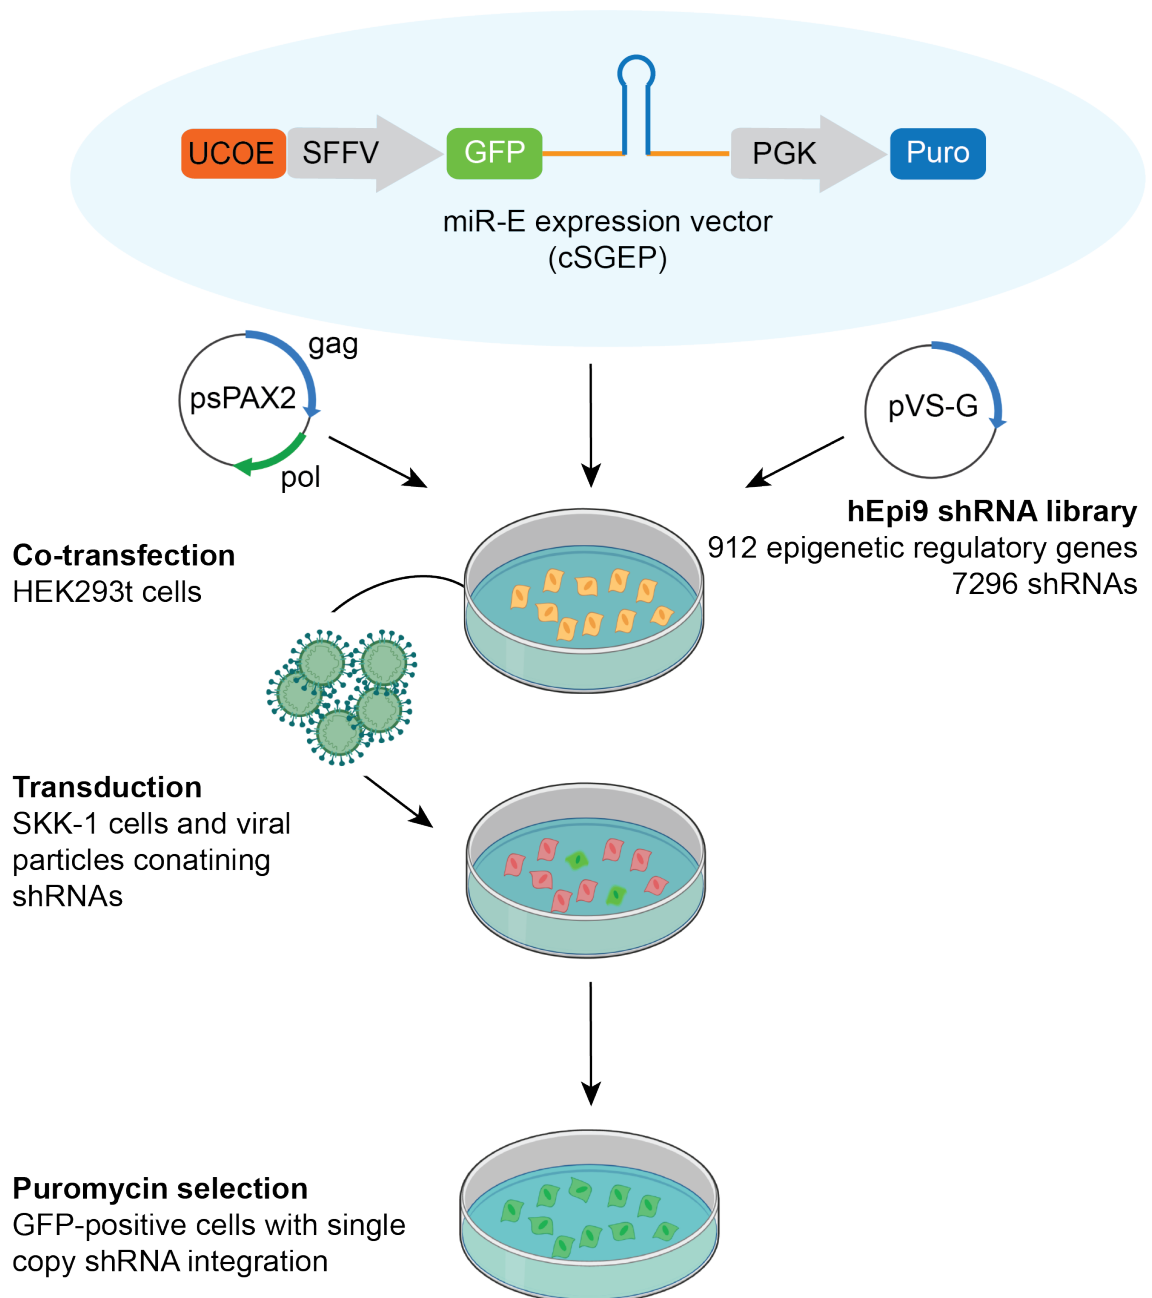 UCOE SFFV GFP PGK Puro
miR-E expression vector
(cSGEP)
gag
psPAX2
pol
pVS-G
hEpi9 shRNA library
912 epigenetic regulatory genes
7296 shRNAs
Co-transfection
HEK293t cells
Transduction
SKK-1 cells and viral
particles conatining
shRNAs
Puromycin selection
GFP-positive cells with single
copy shRNA integration